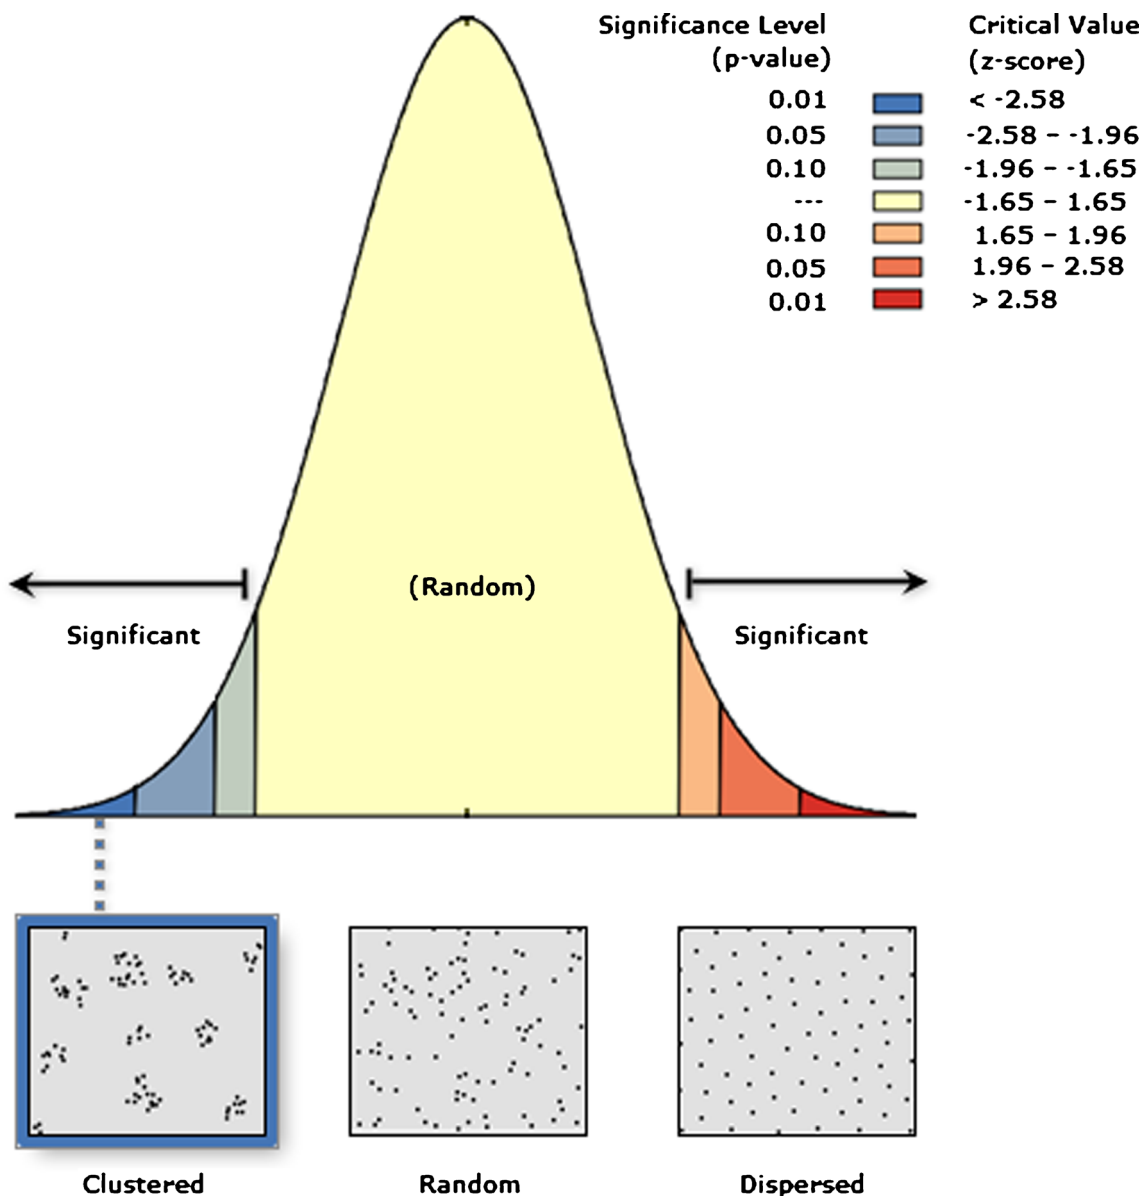 Significance Level
(p-value)
Critical Value
(z-score)
0.01 < -2.58
0.05 -2.58 – -1.96
0.10 -1.96 – -1.65
--- -1.65 – 1.65
0.10 1.65 – 1.96
0.05 1.96 – 2.58
0.01 > 2.58
(Random)
Significant
Significant
Clustered
Random
Dispersed